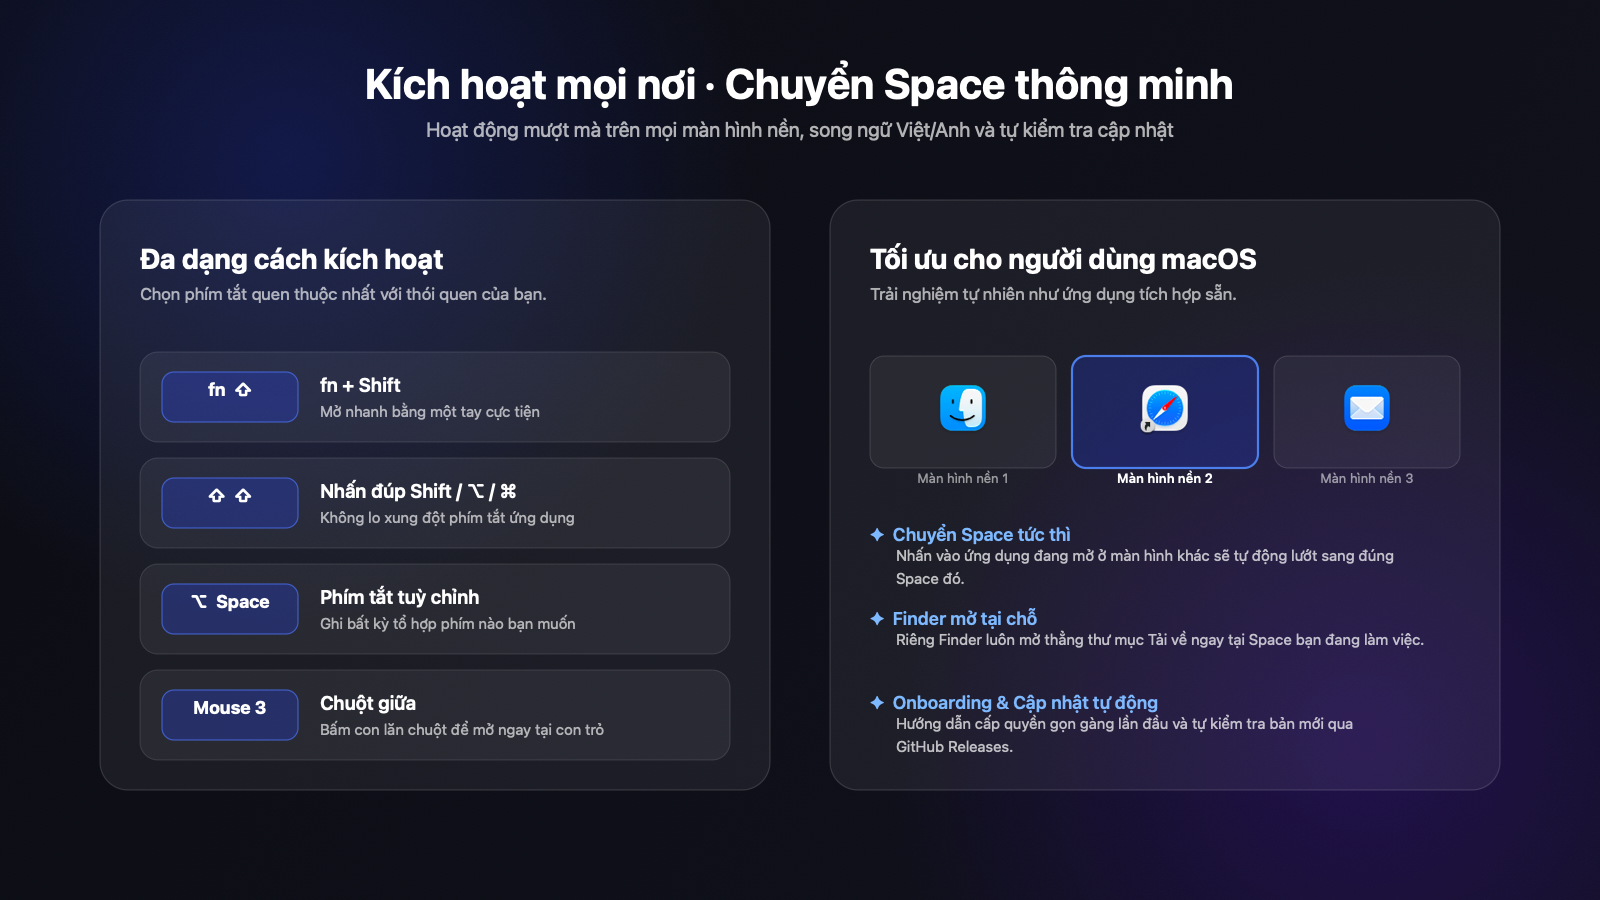 Kích hoạt mọi nơi · Chuyển Space thông minh
Hoạt động mượt mà trên mọi màn hình nền, song ngữ Việt/Anh và tự kiểm tra cập nhật
Đa dạng cách kích hoạt
Chọn phím tắt quen thuộc nhất với thói quen của bạn.
fn ⇧
fn + Shift
Mở nhanh bằng một tay cực tiện
⇧ ⇧
Nhấn đúp Shift / ⌥ / ⌘
Không lo xung đột phím tắt ứng dụng
⌥ Space
Phím tắt tuỳ chỉnh
Ghi bất kỳ tổ hợp phím nào bạn muốn
Mouse 3
Chuột giữa
Bấm con lăn chuột để mở ngay tại con trỏ
Tối ưu cho người dùng macOS
Trải nghiệm tự nhiên như ứng dụng tích hợp sẵn.
Màn hình nền 1
Màn hình nền 2
Màn hình nền 3
✦ Chuyển Space tức thì
Nhấn vào ứng dụng đang mở ở màn hình khác sẽ tự động lướt sang đúng
Space đó.
✦ Finder mở tại chỗ
Riêng Finder luôn mở thẳng thư mục Tải về ngay tại Space bạn đang làm việc.
✦ Onboarding & Cập nhật tự động
Hướng dẫn cấp quyền gọn gàng lần đầu và tự kiểm tra bản mới qua
GitHub Releases.